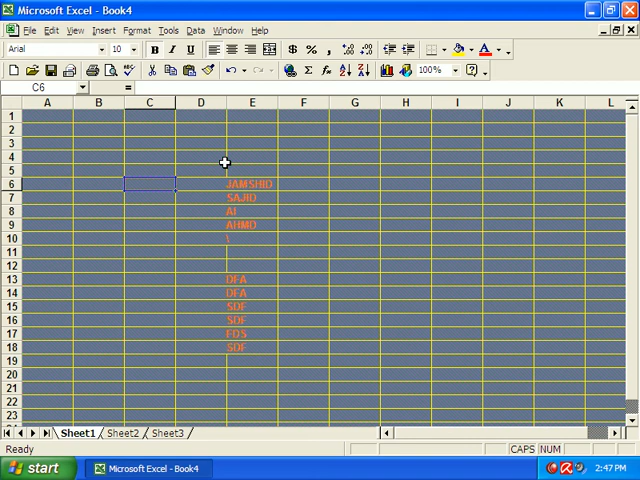 Microsoft Excel - Book4
File Edit View Insert Format Tools Data Window Help
Arial 10 B I U $ % ,
Σ fx 100% ?
C6 =
A B C D E F G H I J K L
1
2
3
4
5
6 JAMSHID
7 SAJID
8 AI
9 AHMD
10 \
11
12
13 DFA
14 DFA
15 SDF
16 SDF
17 FDS
18 SDF
19
20
21
22
23
Sheet1 Sheet2 Sheet3
Ready CAPS NUM
start Microsoft Excel - Book4 2:47 PM